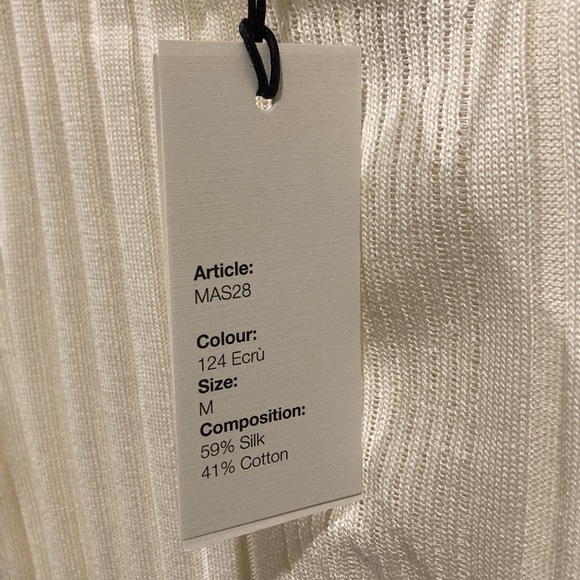 Article:
MAS28
Colour:
124 Ecrù
Size:
M
Composition:
59% Silk
41% Cotton